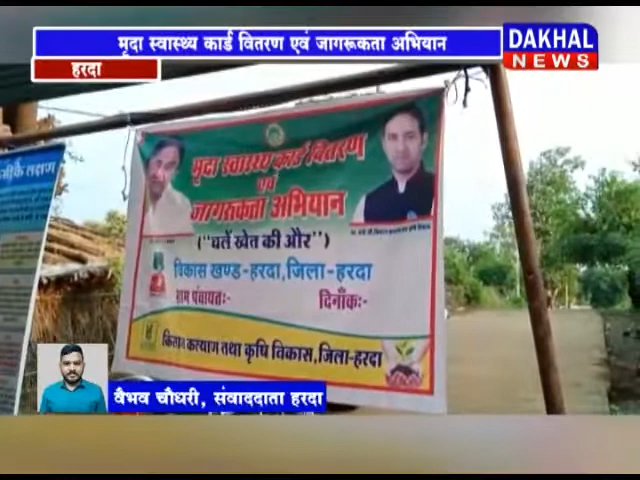 मृदा स्वास्थ्य कार्ड वितरण एवं जागरूकता अभियान
DAKHAL
NEWS
हरदा
मृदा स्वास्थ्य कार्ड वितरण
एवं
जागरूकता अभियान
("चलें खेत की और")
विकास खण्ड-हरदा, जिला-हरदा
ग्राम पंचायत:- दिनाँक:-
किसान कल्याण तथा कृषि विकास, जिला-हरदा
वैभव चौधरी, संवाददाता हरदा